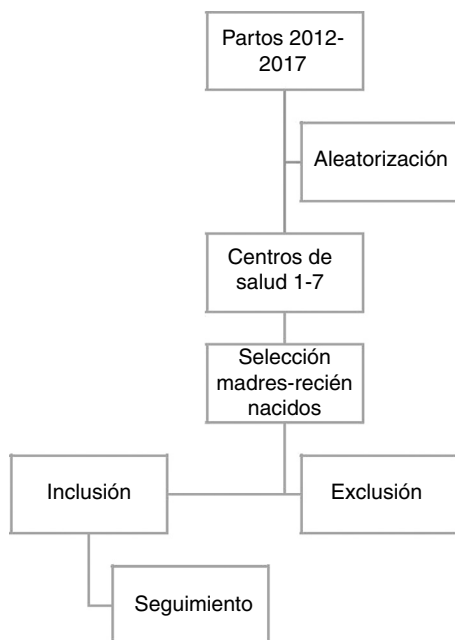 Partos 2012-
2017
Aleatorización
Centros de
salud 1-7
Selección
madres-recién
nacidos
Inclusión
Exclusión
Seguimiento